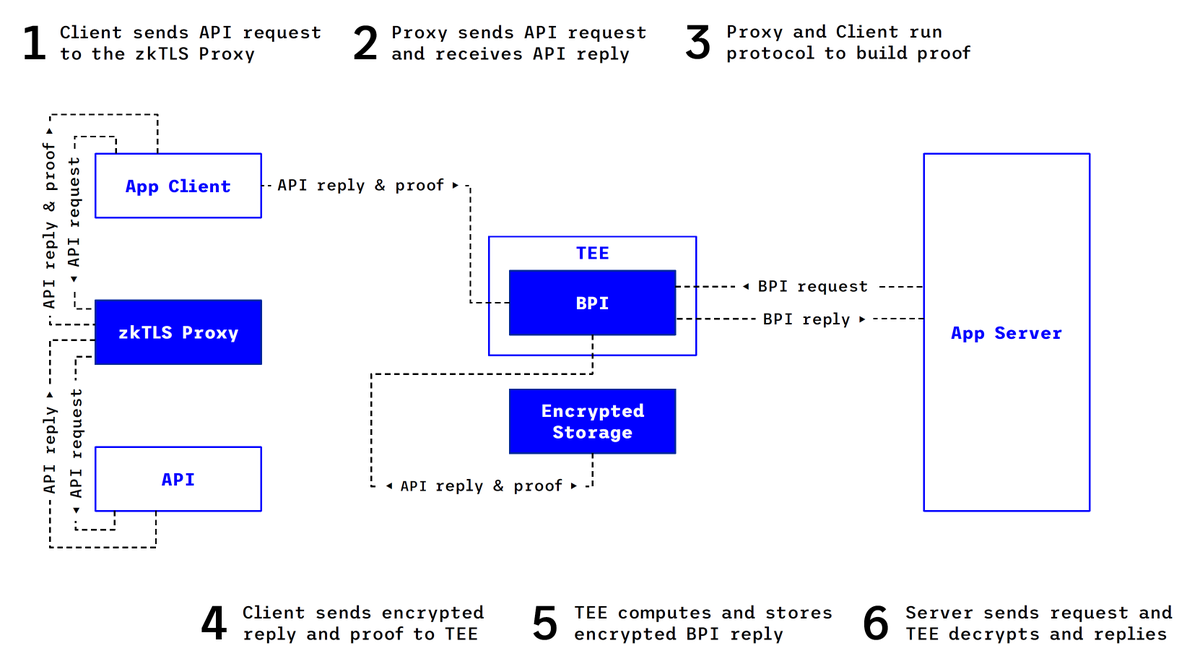 1 Client sends API request
to the zkTLS Proxy
2 Proxy sends API request
and receives API reply
3 Proxy and Client run
protocol to build proof
API reply & proof
API request
App Client
API reply & proof
TEE
BPI
BPI request
BPI reply
App Server
zkTLS Proxy
API reply
API request
API
Encrypted
Storage
API reply & proof
4 Client sends encrypted
reply and proof to TEE
5 TEE computes and stores
encrypted BPI reply
6 Server sends request and
TEE decrypts and replies